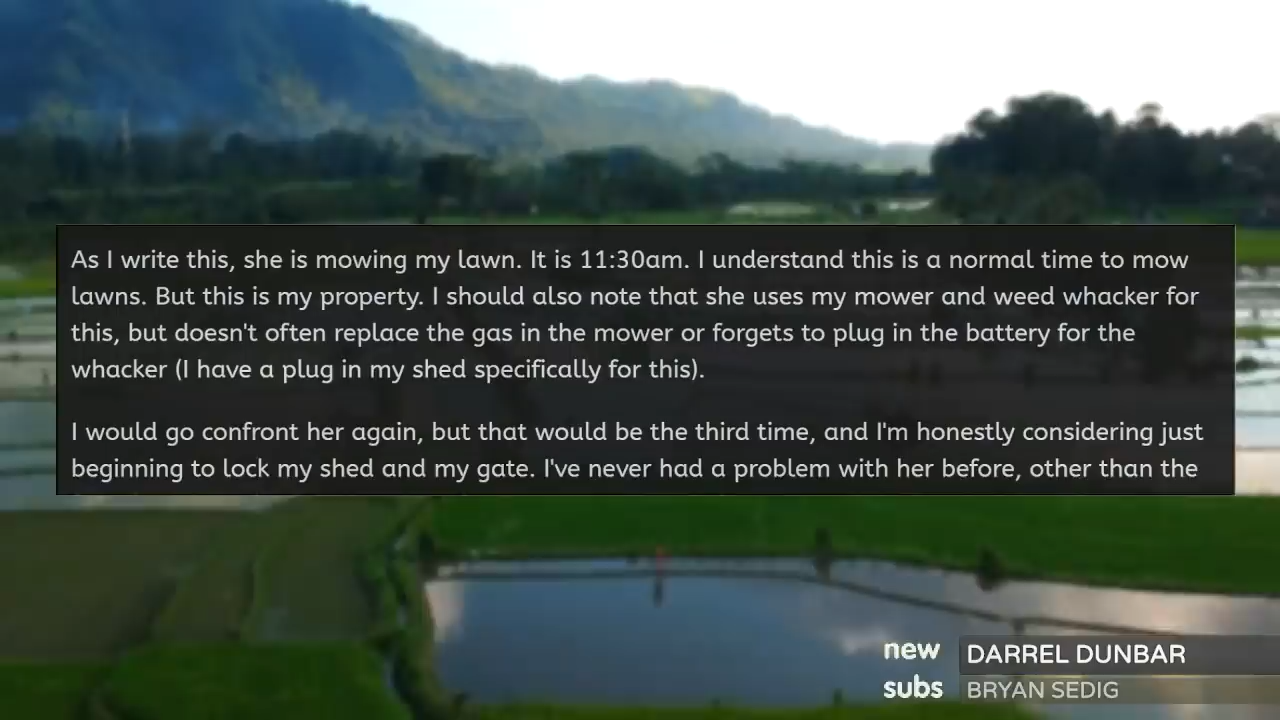 As I write this, she is mowing my lawn. It is 11:30am. I understand this is a normal time to mow
lawns. But this is my property. I should also note that she uses my mower and weed whacker for
this, but doesn't often replace the gas in the mower or forgets to plug in the battery for the
whacker (I have a plug in my shed specifically for this).
I would go confront her again, but that would be the third time, and I'm honestly considering just
beginning to lock my shed and my gate. I've never had a problem with her before, other than the
new
subs
DARREL DUNBAR
BRYAN SEDIG